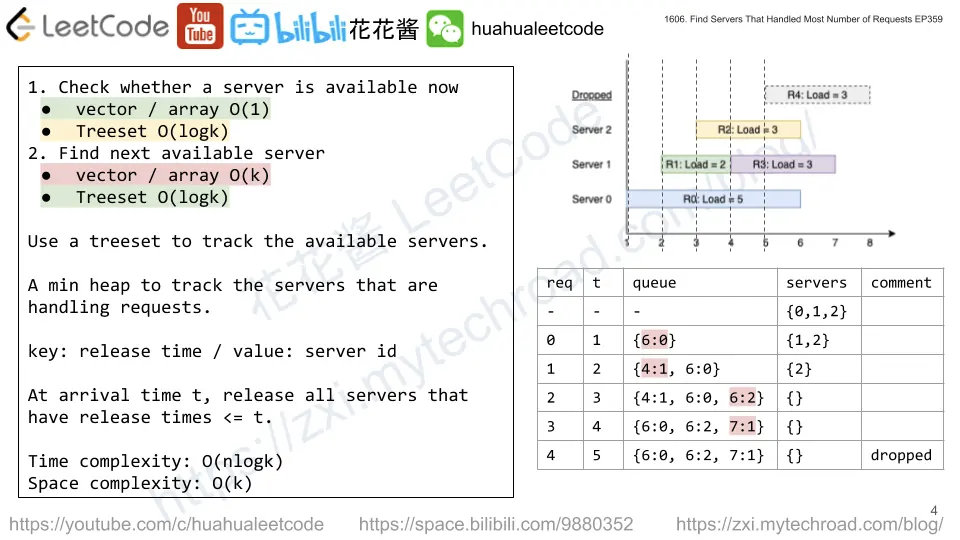 LeetCode
You
Tube
bilibili
花花酱
huahualeetcode
1606. Find Servers That Handled Most Number of Requests EP359
1. Check whether a server is available now
● vector / array O(1)
● Treeset O(logk)
2. Find next available server
● vector / array O(k)
● Treeset O(logk)
Use a treeset to track the available servers.
A min heap to track the servers that are
handling requests.
key: release time / value: server id
At arrival time t, release all servers that
have release times <= t.
Time complexity: O(nlogk)
Space complexity: O(k)
Dropped
R4: Load = 3
Server 2
R2: Load = 3
Server 1
R1: Load = 2
R3: Load = 3
Server 0
R0: Load = 5
1 2 3 4 5 6 7 8
req t queue servers comment
- - - {0,1,2}
0 1 {6:0} {1,2}
1 2 {4:1, 6:0} {2}
2 3 {4:1, 6:0, 6:2} {}
3 4 {6:0, 6:2, 7:1} {}
4 5 {6:0, 6:2, 7:1} {} dropped
花花酱 LeetCode
https://zxi.mytechroad.com/blog/
4
https://youtube.com/c/huahualeetcode
https://space.bilibili.com/9880352
https://zxi.mytechroad.com/blog/